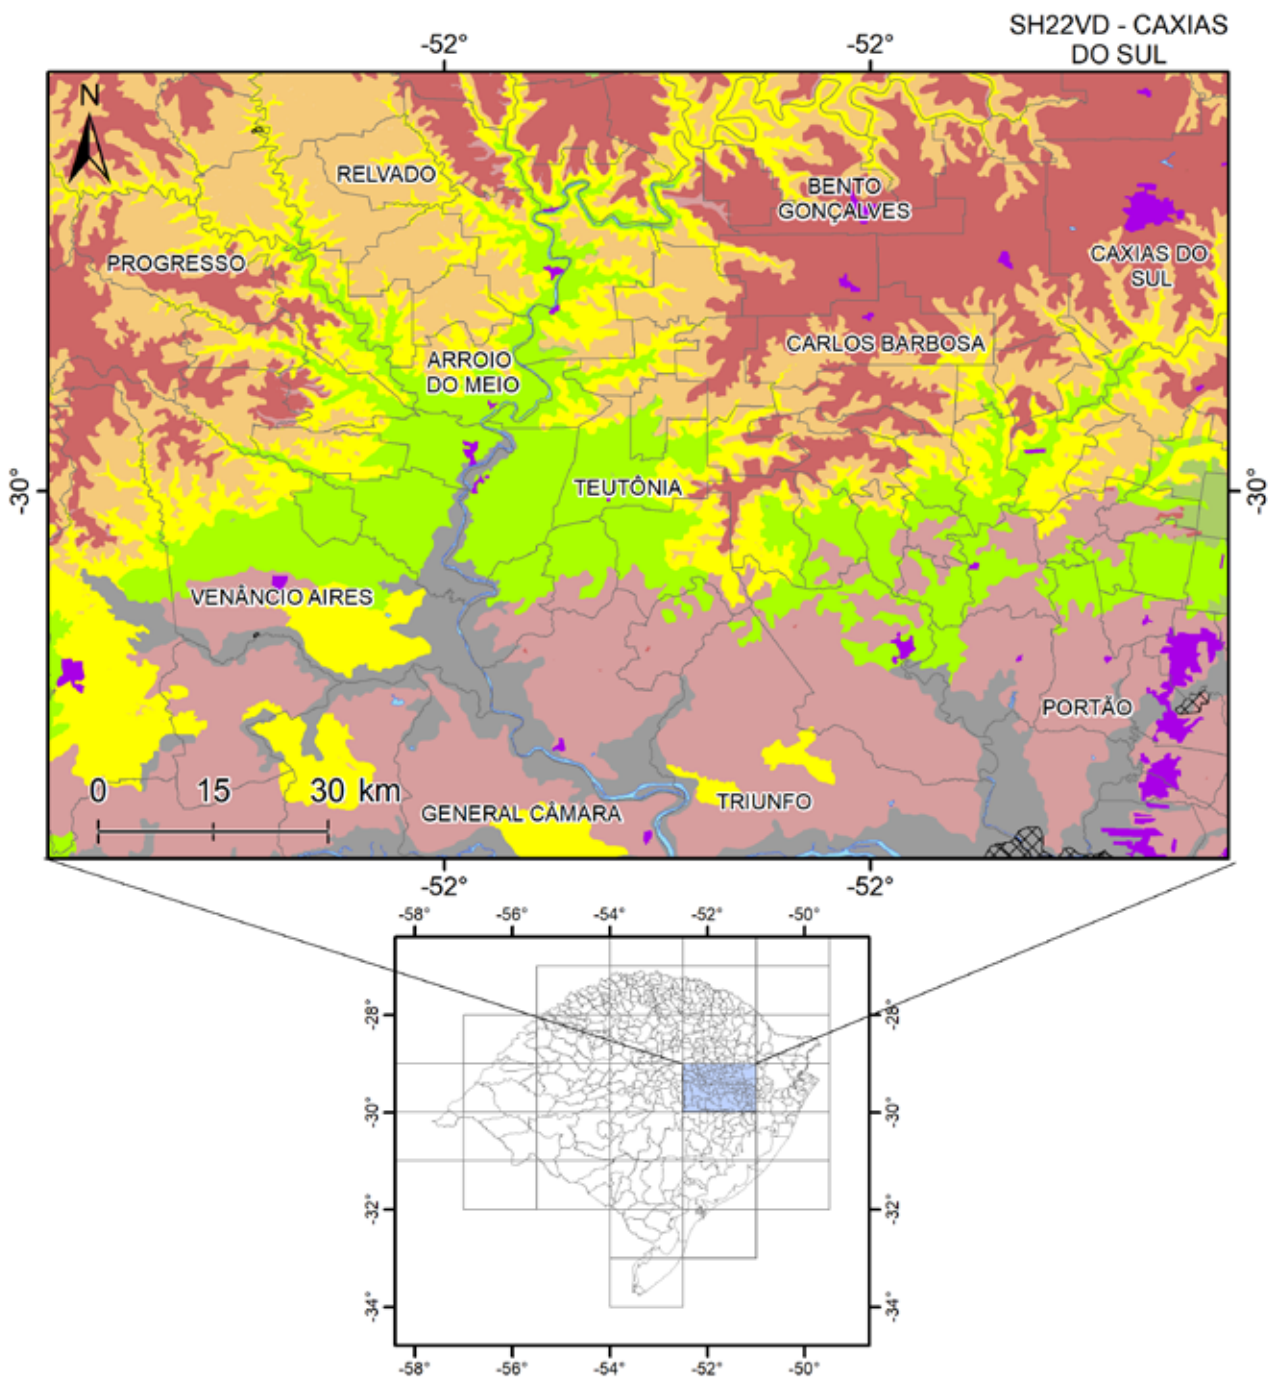 SH22VD - CAXIAS
DO SUL
-52°
-52°
N
RELVADO
BENTO
GONÇALVES
PROGRESSO
CAXIAS DO
SUL
CARLOS BARBOSA
ARROIO
DO MEIO
-30°
TEUTÔNIA
-30°
VENÂNCIO AIRES
PORTÃO
0 15 30 km
GENERAL CÂMARA
TRIUNFO
-52°
-52°
-58° -56° -54° -52° -50°
-28°
-28°
-30°
-30°
-32°
-32°
-34°
-34°
-58° -56° -54° -52° -50°